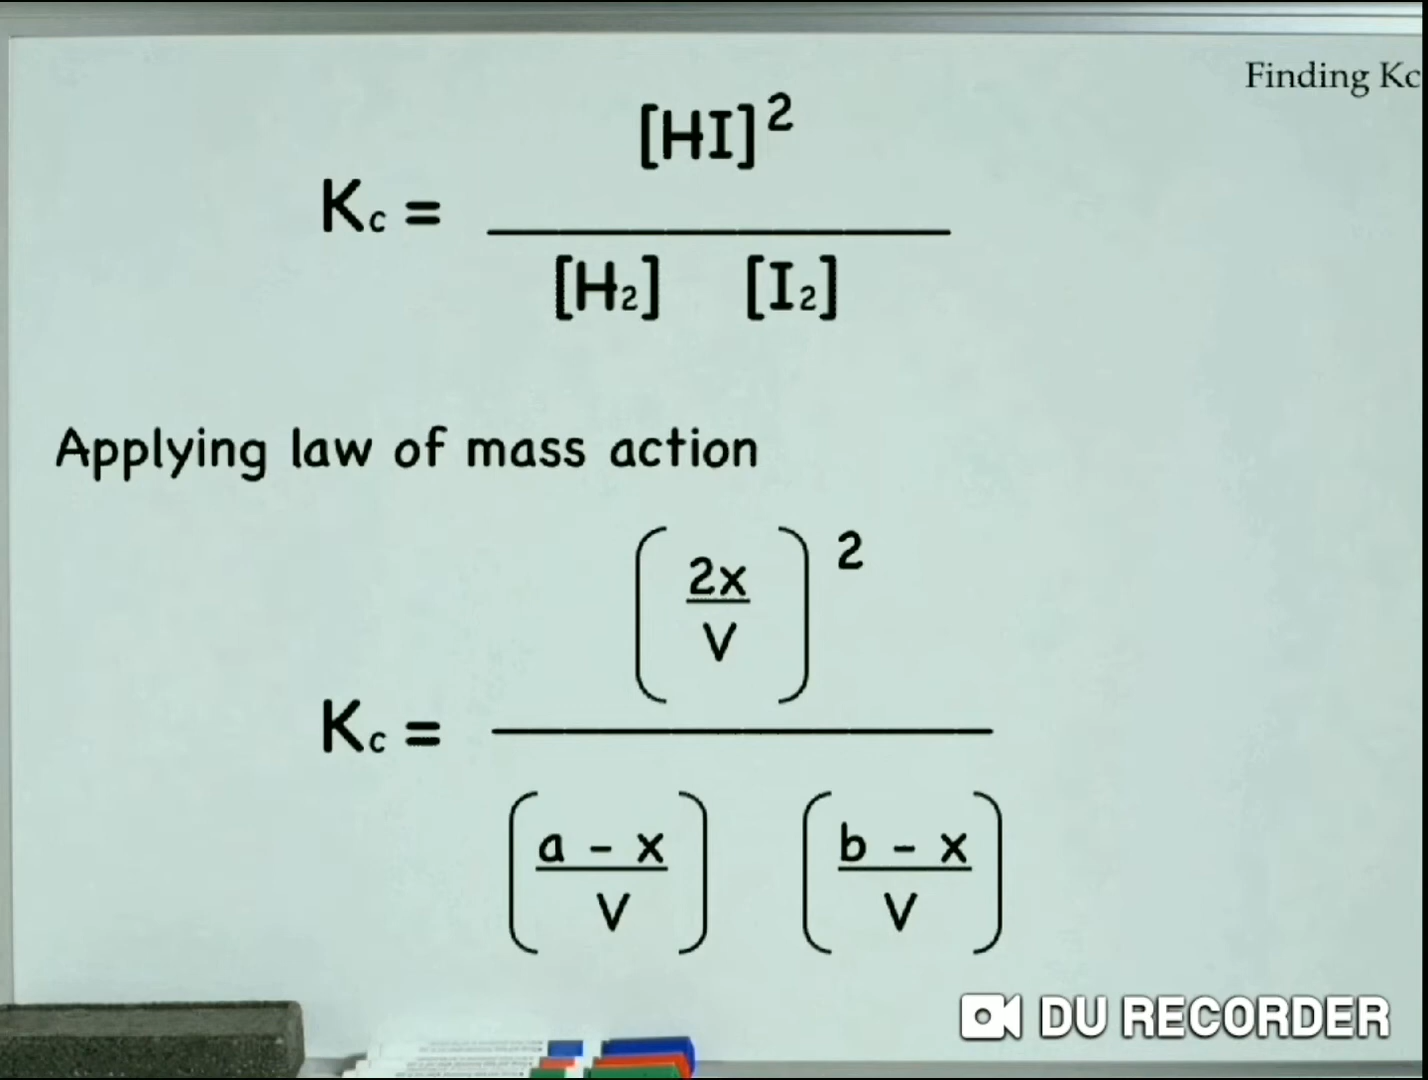 Finding Kc
[HI]²
Kc =
[H₂] [I₂]
Applying law of mass action
(2x/V)²
Kc =
(a - x/V) (b - x/V)
DU RECORDER